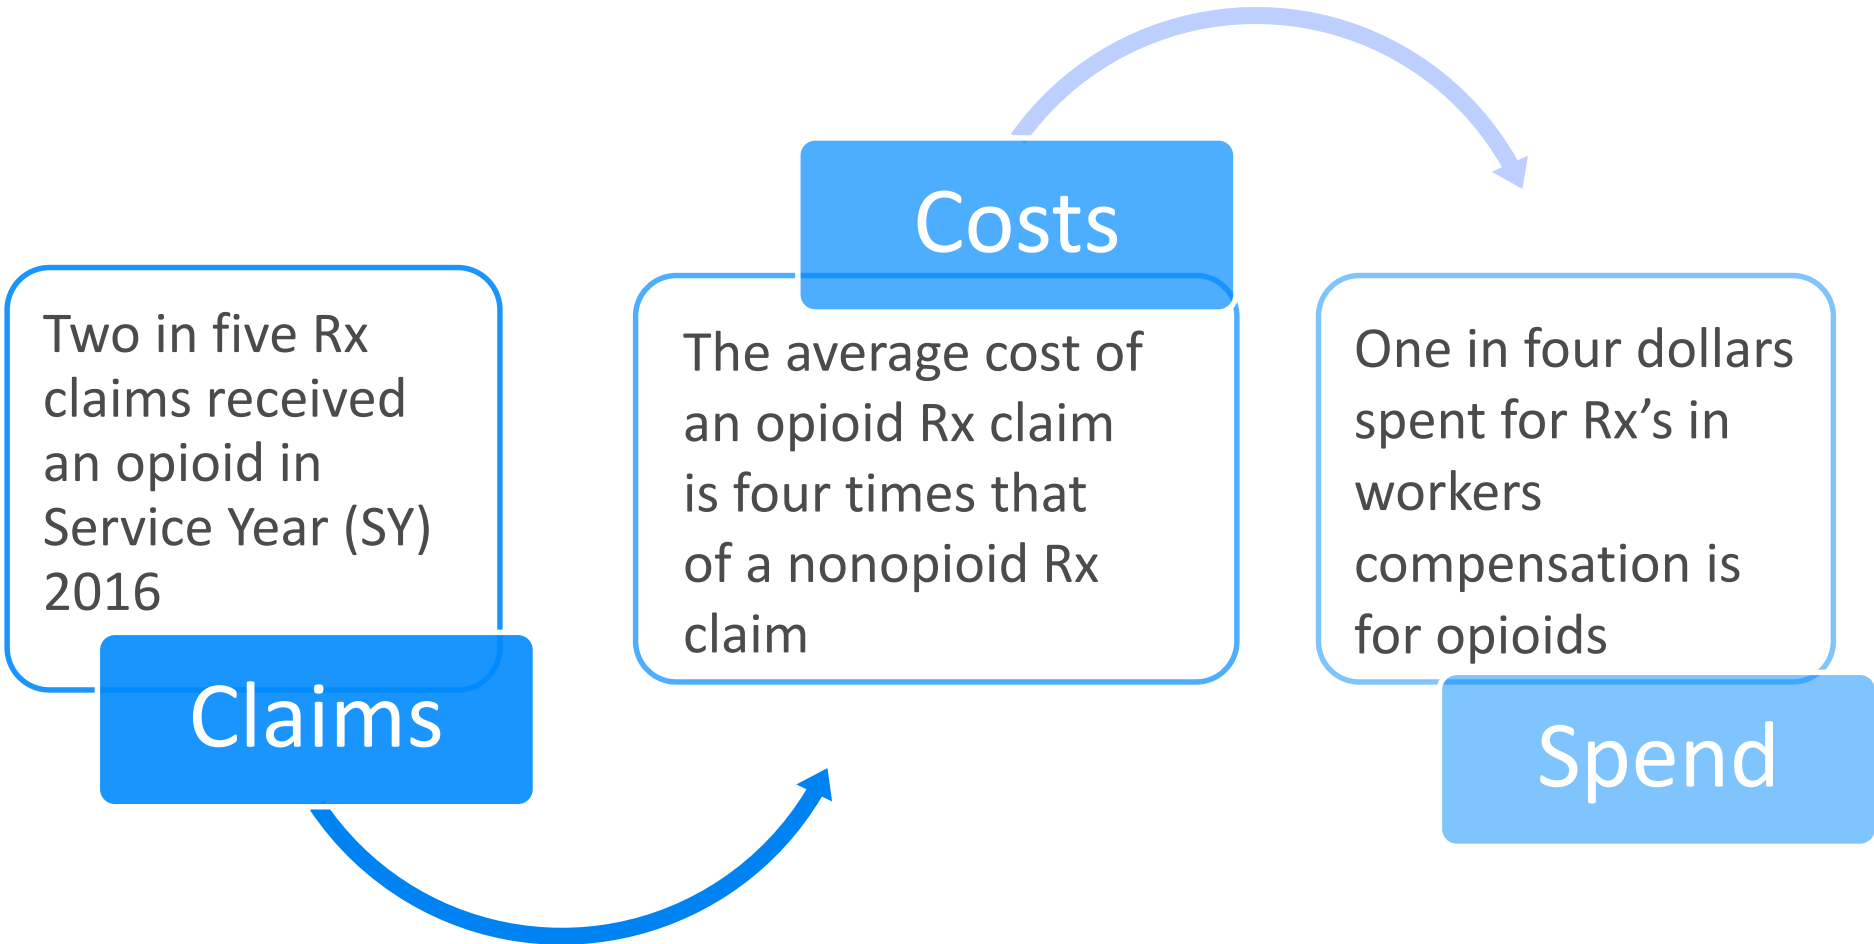 Two in five Rx
claims received
an opioid in
Service Year (SY)
2016
Claims
Costs
The average cost of
an opioid Rx claim
is four times that
of a nonopioid Rx
claim
One in four dollars
spent for Rx’s in
workers
compensation is
for opioids
Spend